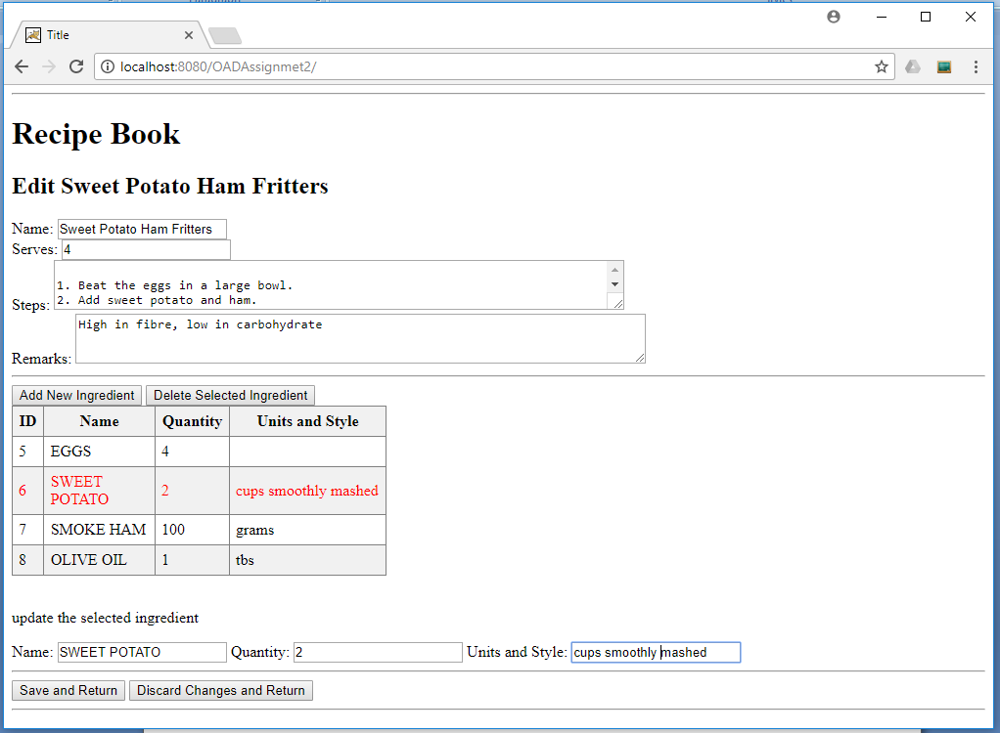 Title
localhost:8080/OADAssignmet2/
Recipe Book
Edit Sweet Potato Ham Fritters
Name: Sweet Potato Ham Fritters
Serves: 4
1. Beat the eggs in a large bowl.
2. Add sweet potato and ham.
Steps:
High in fibre, low in carbohydrate
Remarks:
Add New Ingredient Delete Selected Ingredient
ID Name Quantity Units and Style
5 EGGS 4
6 SWEET POTATO 2 cups smoothly mashed
7 SMOKE HAM 100 grams
8 OLIVE OIL 1 tbs
update the selected ingredient
Name: SWEET POTATO Quantity: 2 Units and Style: cups smoothly mashed
Save and Return Discard Changes and Return